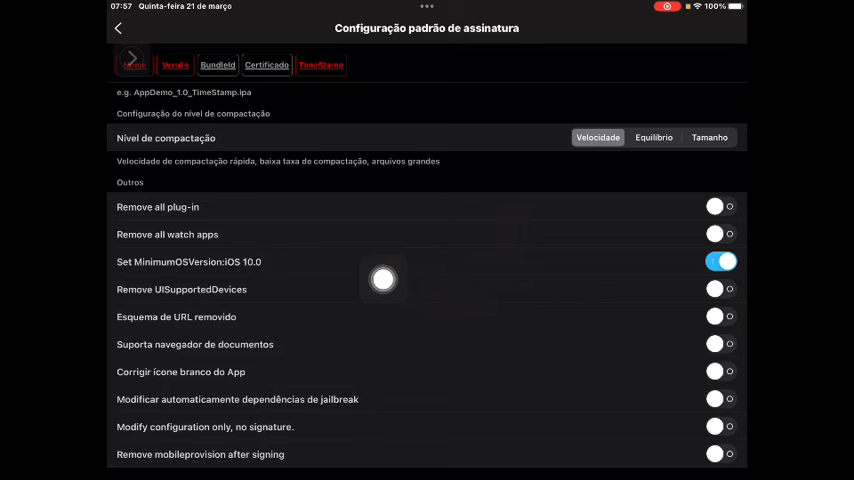 07:57 Quinta-feira 21 de março
100%
Configuração padrão de assinatura
Nome Versão BundleId Certificado TimeStamp
e.g. AppDemo_1.0_TimeStamp.ipa
Configuração do nível de compactação
Nível de compactação Velocidade Equilíbrio Tamanho
Velocidade de compactação rápida, baixa taxa de compactação, arquivos grandes
Outros
Remove all plug-in
Remove all watch apps
Set MinimumOSVersion:iOS 10.0
Remove UISupportedDevices
Esquema de URL removido
Suporta navegador de documentos
Corrigir ícone branco do App
Modificar automaticamente dependências de jailbreak
Modify configuration only, no signature.
Remove mobileprovision after signing